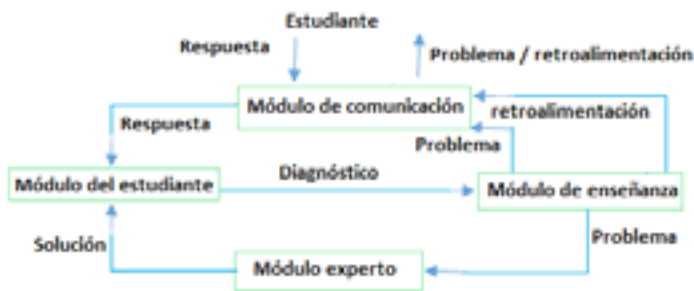 Estudiante
Respuesta
Problema / retroalimentación
Módulo de comunicación
retroalimentación
Respuesta
Problema
Diagnóstico
Módulo del estudiante
Módulo de enseñanza
Solución
Problema
Módulo experto